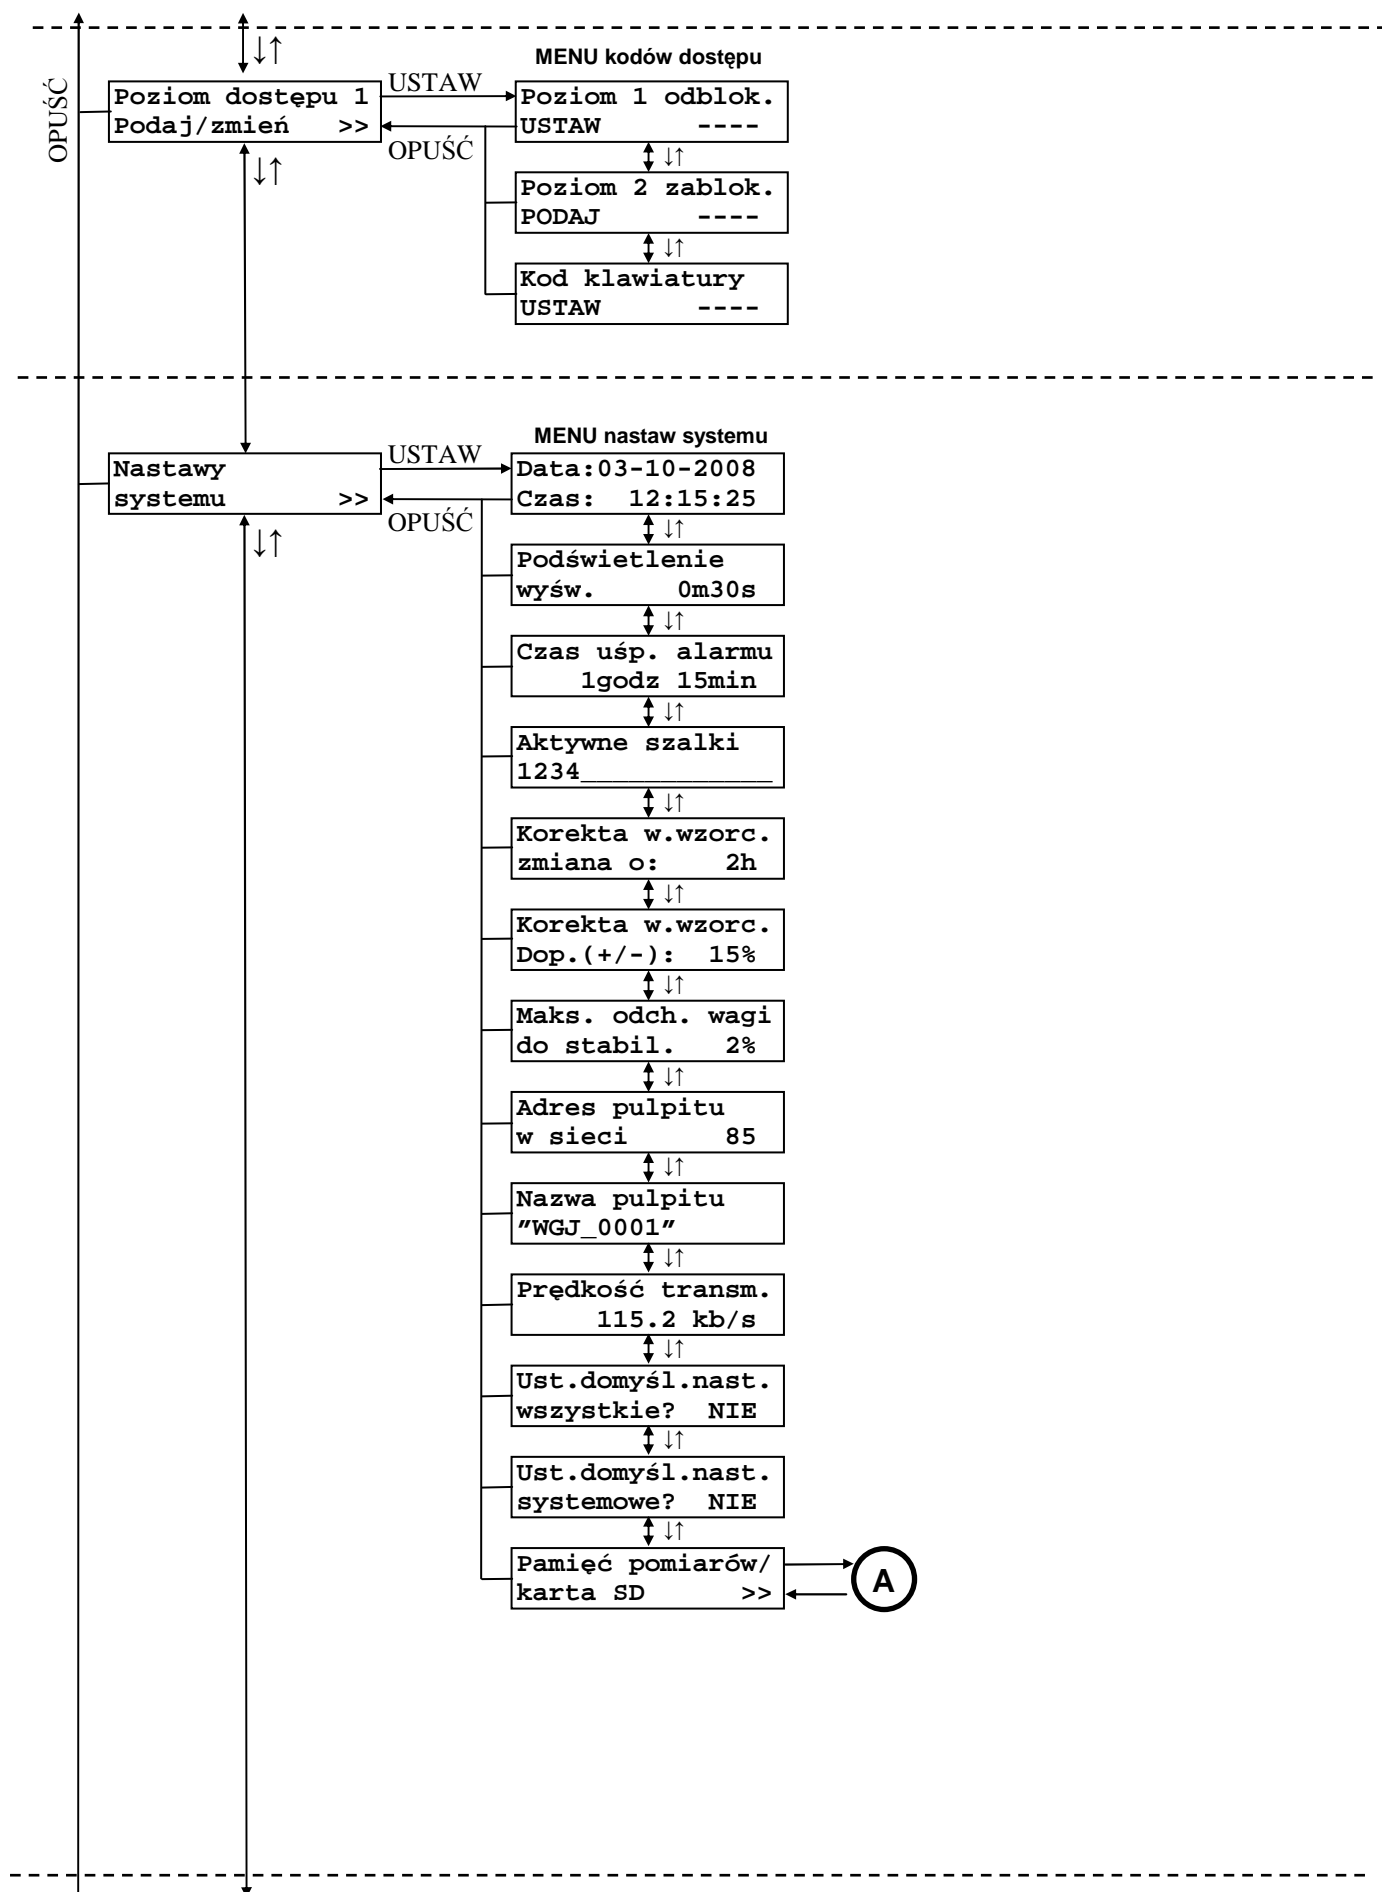 ↓↑
MENU kodów dostępu
OPUŚĆ
Poziom dostępu 1
Podaj/zmień >>
USTAW
OPUŚĆ
Poziom 1 odblok.
USTAW ----
↓↑
↓↑
Poziom 2 zablok.
PODAJ ----
↓↑
Kod klawiatury
USTAW ----
MENU nastaw systemu
Nastawy
systemu >>
USTAW
OPUŚĆ
Data:03-10-2008
Czas: 12:15:25
↓↑
↓↑
Podświetlenie
wyśw. 0m30s
↓↑
Czas uśp. alarmu
1godz 15min
↓↑
Aktywne szalki
1234____________
↓↑
Korekta w.wzorc.
zmiana o: 2h
↓↑
Korekta w.wzorc.
Dop.(+/-): 15%
↓↑
Maks. odch. wagi
do stabil. 2%
↓↑
Adres pulpitu
w sieci 85
↓↑
Nazwa pulpitu
”WGJ_0001”
↓↑
Prędkość transm.
115.2 kb/s
↓↑
Ust.domyśl.nast.
wszystkie? NIE
↓↑
Ust.domyśl.nast.
systemowe? NIE
↓↑
Pamięć pomiarów/
karta SD >>
A